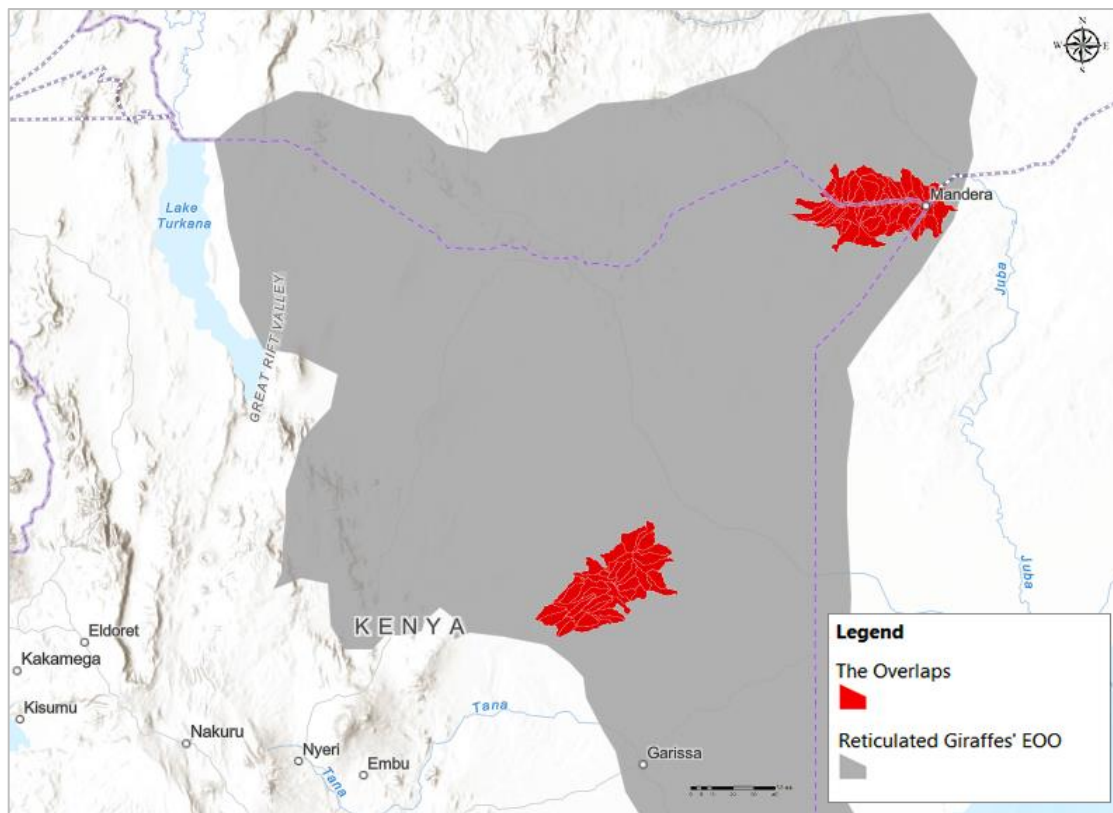 N
W
E
S
Mandera
Lake
Turkana
Juba
GREAT RIFT VALLEY
Juba
KENYA
Legend
The Overlaps
Reticulated Giraffes' EOO
Eldoret
Kakamega
Kisumu
Nakuru
Nyeri
Embu
Tana
Tana
Garissa